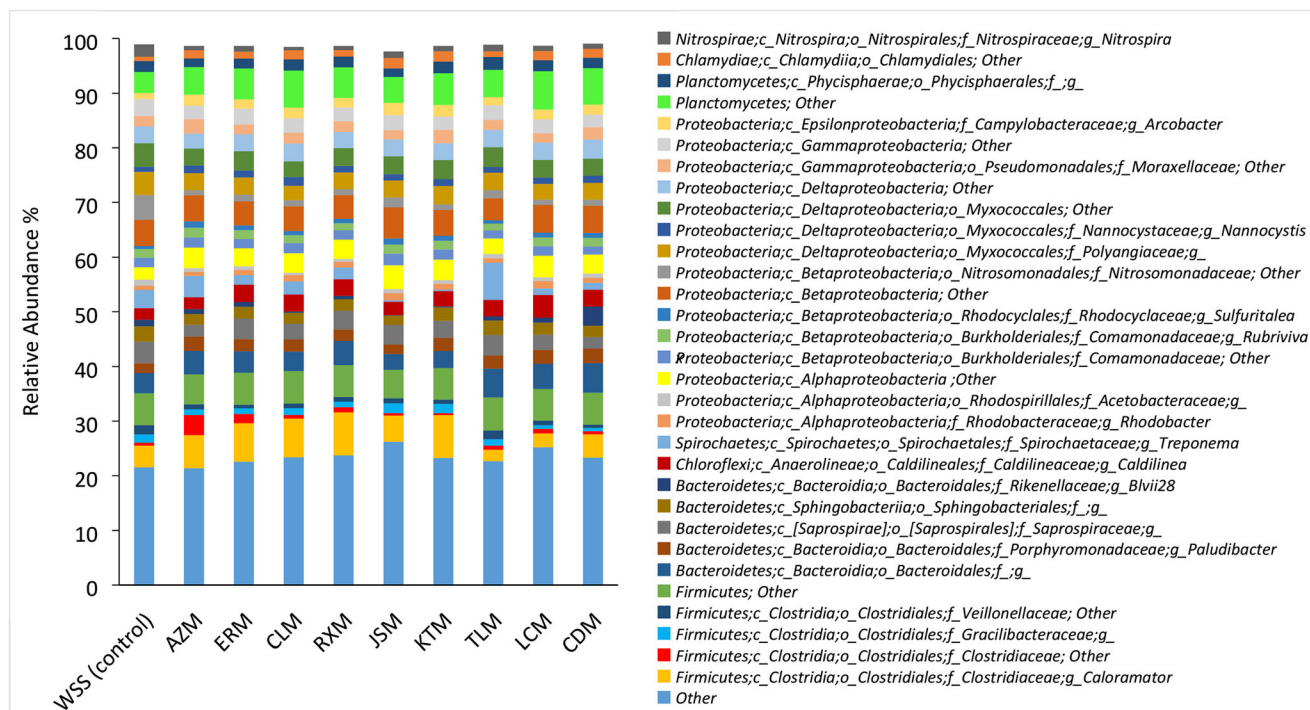 Relative Abundance %
100
90
80
70
60
50
40
30
20
10
0
WSS (control)
AZM
ERM
CLM
RXM
JSM
KTM
TLM
LCM
CDM
Nitrospirae;c_Nitrospira;o_Nitrospirales;f_Nitrospiraceae;g_Nitrospira
Chlamydiae;c_Chlamydiia;o_Chlamydiales; Other
Planctomycetes;c_Phycisphaerae;o_Phycisphaerales,f_;g_
Planctomycetes; Other
Proteobacteria;c_Epsilonproteobacteria;f_Campylobacteraceae;g_Arcobacter
Proteobacteria;c_Gammaproteobacteria; Other
Proteobacteria;c_Gammaproteobacteria;o_Pseudomonadales;f_Moraxellaceae; Other
Proteobacteria;c_Deltaproteobacteria; Other
Proteobacteria;c_Deltaproteobacteria;o_Myxococcales; Other
Proteobacteria;c_Deltaproteobacteria;o_Myxococcales;f_Nannocystaceae;g_Nannocystis
Proteobacteria;c_Deltaproteobacteria;o_Myxococcales;f_Polyangiaceae;g_
Proteobacteria;c_Betaproteobacteria;o_Nitrosomonadales;f_Nitrosomonadaceae; Other
Proteobacteria;c_Betaproteobacteria; Other
Proteobacteria;c_Betaproteobacteria;o_Rhodocyclales;f_Rhodocyclaceae;g_Sulfuritalea
Proteobacteria;c_Betaproteobacteria;o_Burkholderiales;f_Comamonadaceae;g_Rubriviva
x
Proteobacteria;c_Betaproteobacteria;o_Burkholderiales;f_Comamonadaceae; Other
Proteobacteria;c_Alphaproteobacteria ;Other
Proteobacteria;c_Alphaproteobacteria;o_Rhodospirillales;f_Acetobacteraceae;g_
Proteobacteria;c_Alphaproteobacteria;f_Rhodobacteraceae;g_Rhodobacter
Spirochaetes;c_Spirochaetes;o_Spirochaetales;f_Spirochaetaceae;g_Treponema
Chloroflexi;c_Anaerolineae;o_Caldilineales;f_Caldilineaceae;g_Caldilinea
Bacteroidetes;c_Bacteroidia;o_Bacteroidales;f_Rikenellaceae;g_Blvii28
Bacteroidetes;c_Sphingobacteriia;o_Sphingobacteriales;f_;g_
Bacteroidetes;c_[Saprospirae];o_[Saprospirales];f_Saprospiraceae;g_
Bacteroidetes;c_Bacteroidia;o_Bacteroidales;f_Porphyromonadaceae;g_Paludibacter
Bacteroidetes;c_Bacteroidia;o_Bacteroidales;f_;g_
Firmicutes; Other
Firmicutes;c_Clostridia;o_Clostridiales;f_Veillonellaceae; Other
Firmicutes;c_Clostridia;o_Clostridiales;f_Gracilibacteraceae;g_
Firmicutes;c_Clostridia;o_Clostridiales;f_Clostridiaceae; Other
Firmicutes;c_Clostridia;o_Clostridiales;f_Clostridiaceae;g_Caloramator
Other